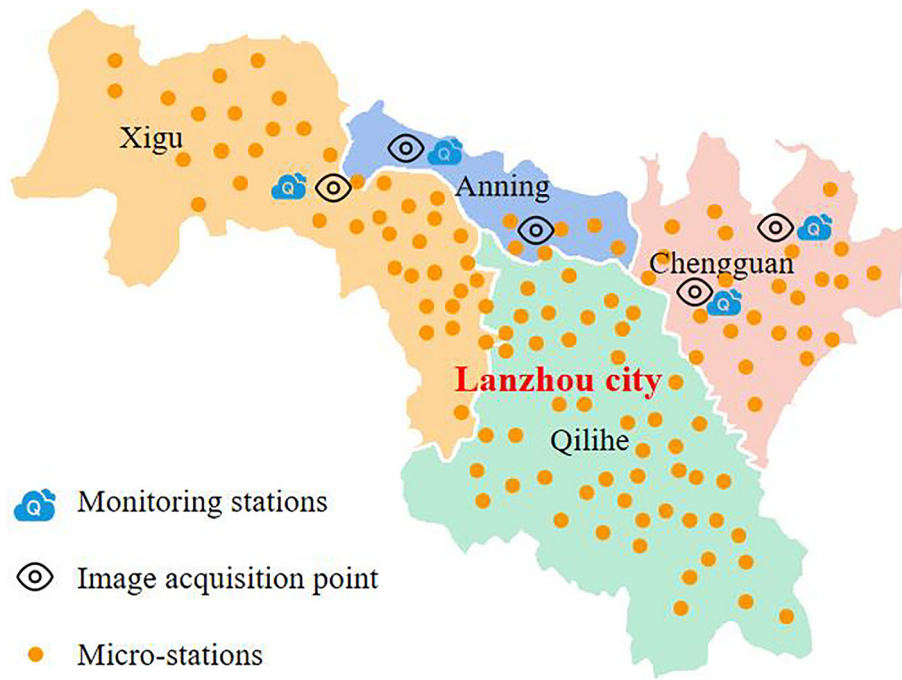 Xigu
Anning
Chengguan
Lanzhou city
Qilihe
Q Monitoring stations
Image acquisition point
Micro-stations